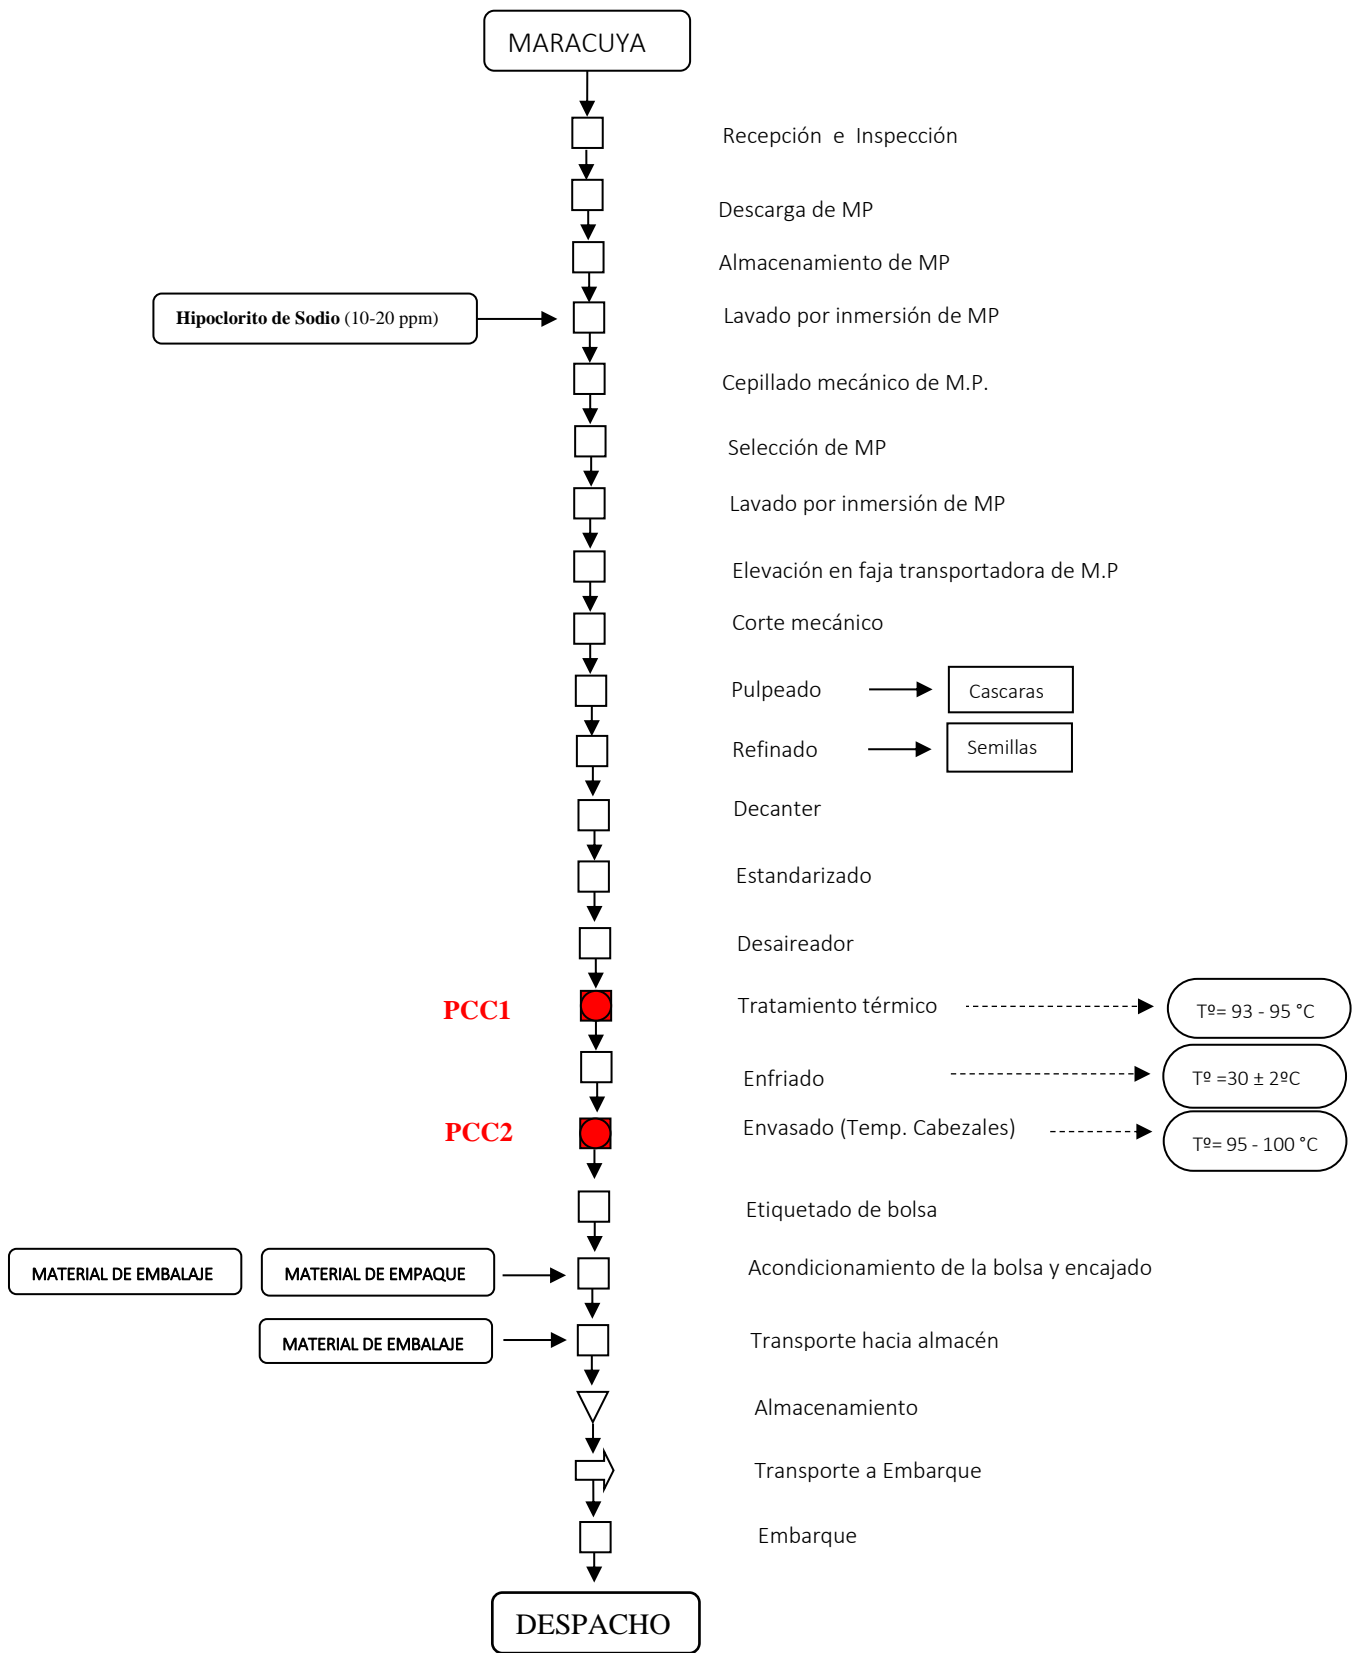 MARACUYA
Recepción e Inspección
Descarga de MP
Almacenamiento de MP
Hipoclorito de Sodio (10-20 ppm)
Lavado por inmersión de MP
Cepillado mecánico de M.P.
Selección de MP
Lavado por inmersión de MP
Elevación en faja transportadora de M.P
Corte mecánico
Pulpeado
Cascaras
Refinado
Semillas
Decanter
Estandarizado
Desaireador
PCC1
Tratamiento térmico
Tº= 93 - 95 °C
Enfriado
Tº =30 ± 2ºC
PCC2
Envasado (Temp. Cabezales)
Tº= 95 - 100 °C
Etiquetado de bolsa
MATERIAL DE EMBALAJE
MATERIAL DE EMPAQUE
Acondicionamiento de la bolsa y encajado
MATERIAL DE EMBALAJE
Transporte hacia almacén
Almacenamiento
Transporte a Embarque
Embarque
DESPACHO